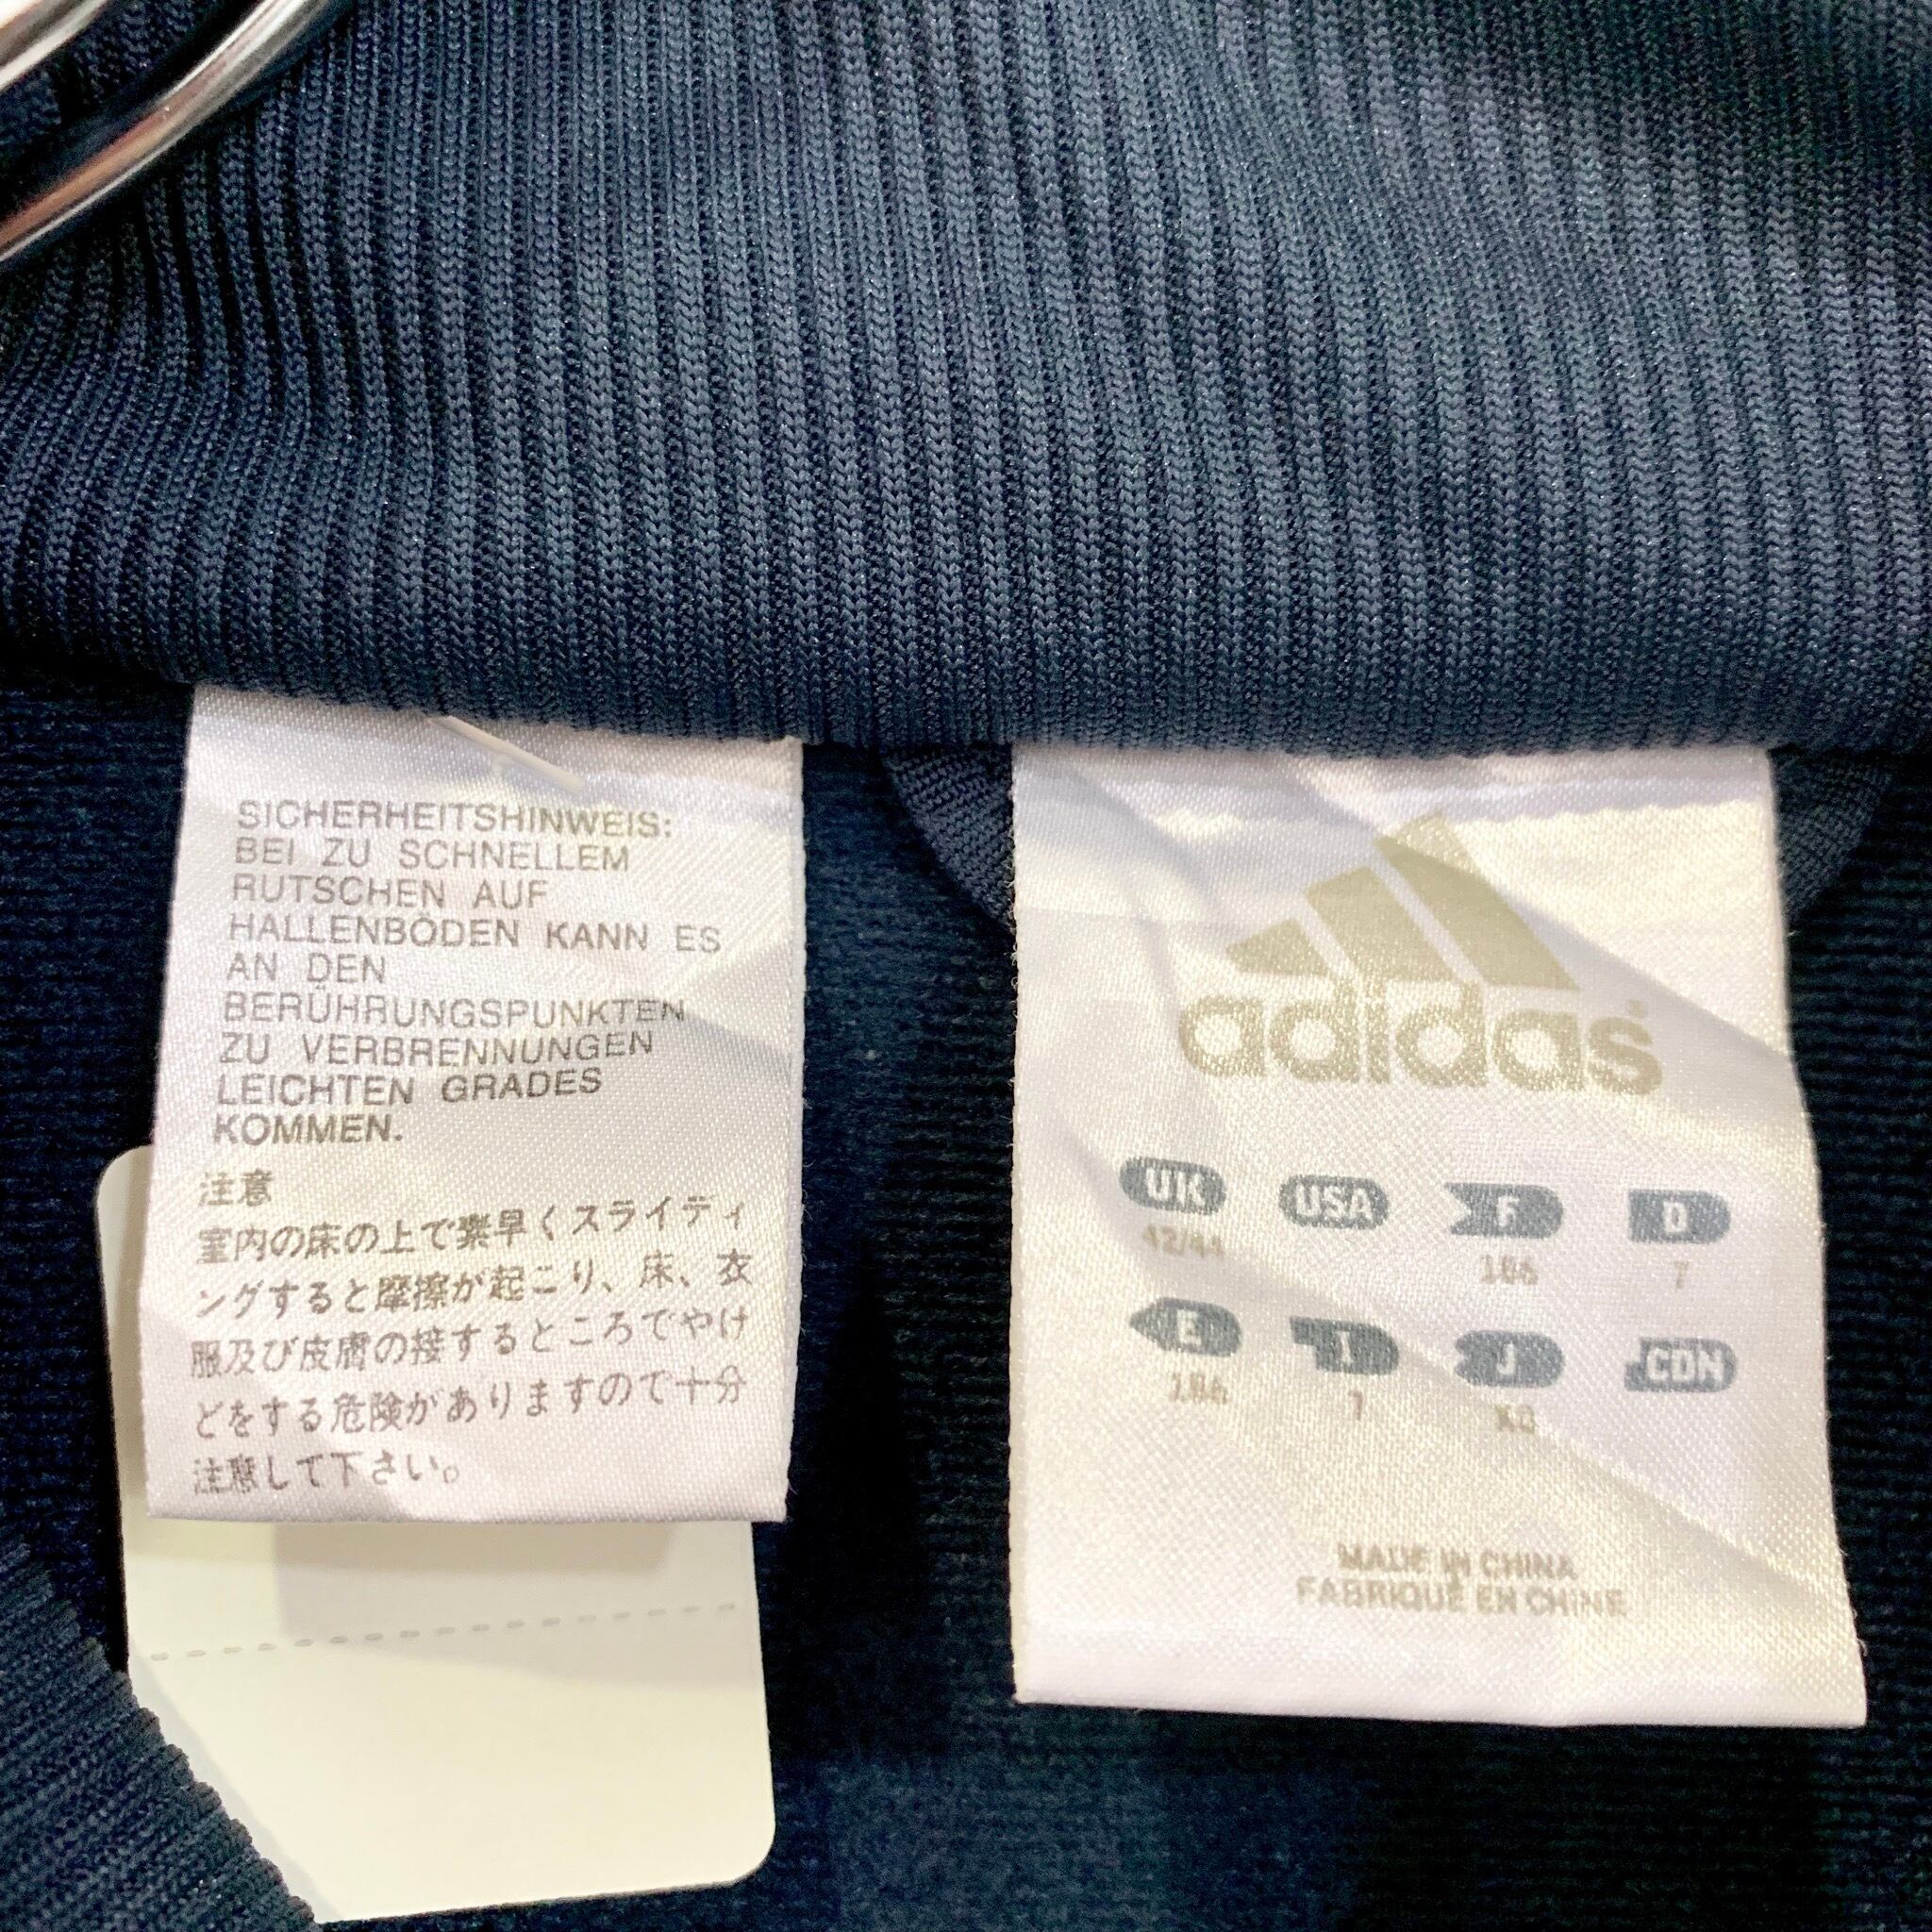 SICHERHEITSHINWEIS:
BEI ZU SCHNELLEM
RUTSCHEN AUF
HALLENBÖDEN KANN ES
AN DEN
BERÜHRUNGSPUNKTEN
ZU VERBRENNUNGEN
LEICHTEN GRADES
KOMMEN.
注意
室内の床の上で素早くスライディ
ングすると摩擦が起こり、床、衣
服及び皮膚の接するところでやけ
どをする危険がありますので十分
注意して下さい。
adidas
UK USA F D
42/44 186 7
E I J CDN
186 7 XO
MADE IN CHINA
FABRIQUÉ EN CHINE